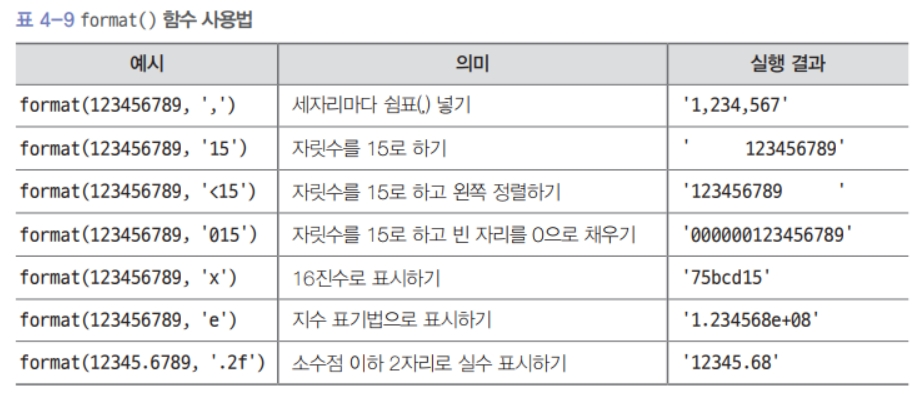 표 4-9 format() 함수 사용법
예시 의미 실행 결과
format(123456789, ',') 세자리마다 쉼표(,) 넣기 '1,234,567'
format(123456789, '15') 자릿수를 15로 하기 '      123456789'
format(123456789, '<15') 자릿수를 15로 하고 왼쪽 정렬하기 '123456789      '
format(123456789, '015') 자릿수를 15로 하고 빈 자리를 0으로 채우기 '000000123456789'
format(123456789, 'x') 16진수로 표시하기 '75bcd15'
format(123456789, 'e') 지수 표기법으로 표시하기 '1.234568e+08'
format(12345.6789, '.2f') 소수점 이하 2자리로 실수 표시하기 '12345.68'